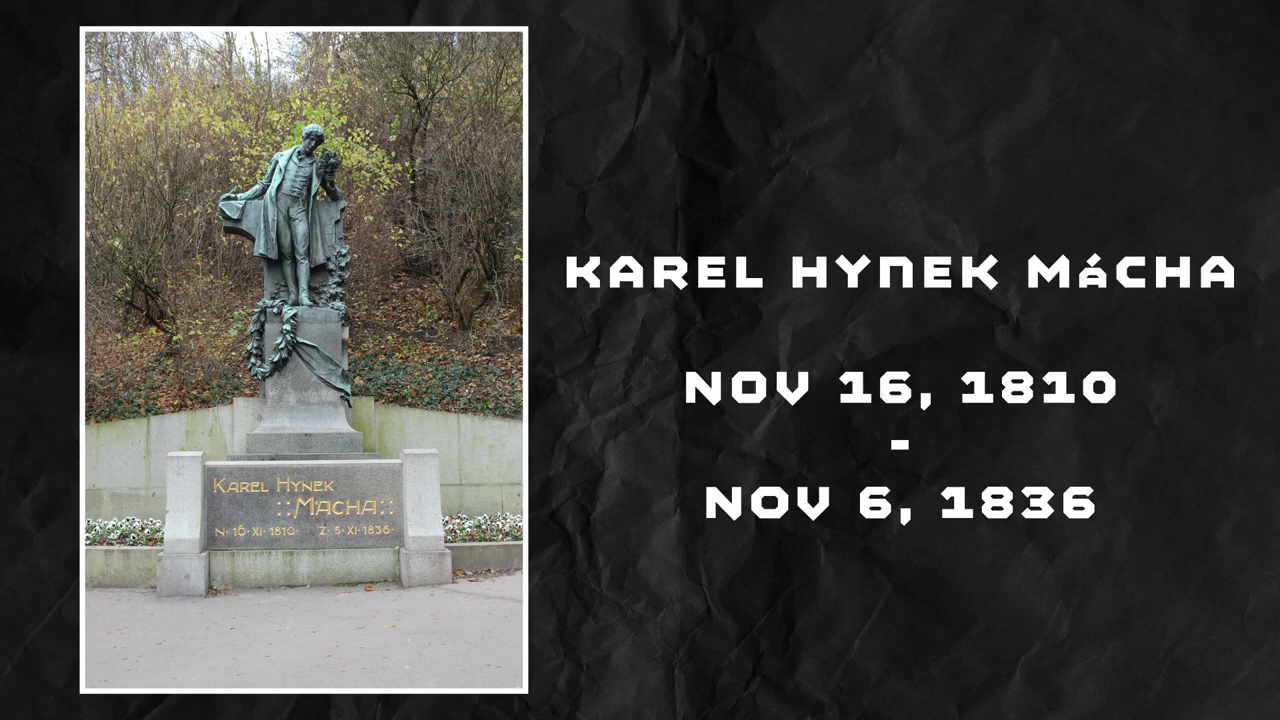 KAREL HYNEK
::MÁCHA::
N· 16·XI· 1810· Z· 5·XI· 1836·
KAREL HYNEK MáCHA
NOV 16, 1810
-
NOV 6, 1836